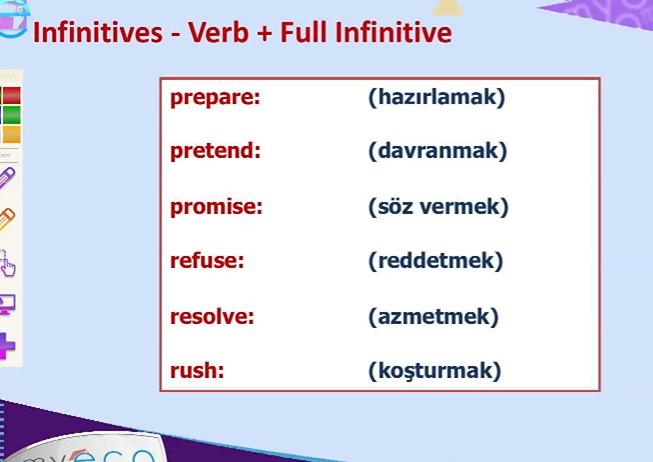 Infinitives - Verb + Full Infinitive
prepare: (hazırlamak)
pretend: (davranmak)
promise: (söz vermek)
refuse: (reddetmek)
resolve: (azmetmek)
rush: (koşturmak)